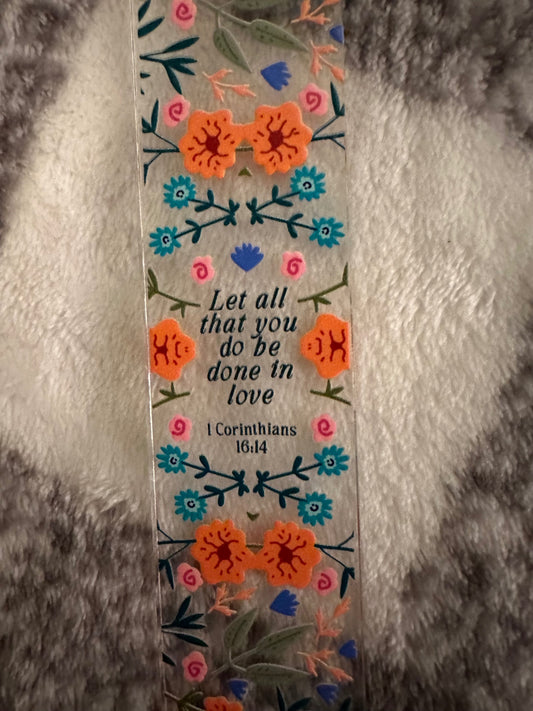 Let all
that you
do be
done in
love
1 Corinthians
16:14